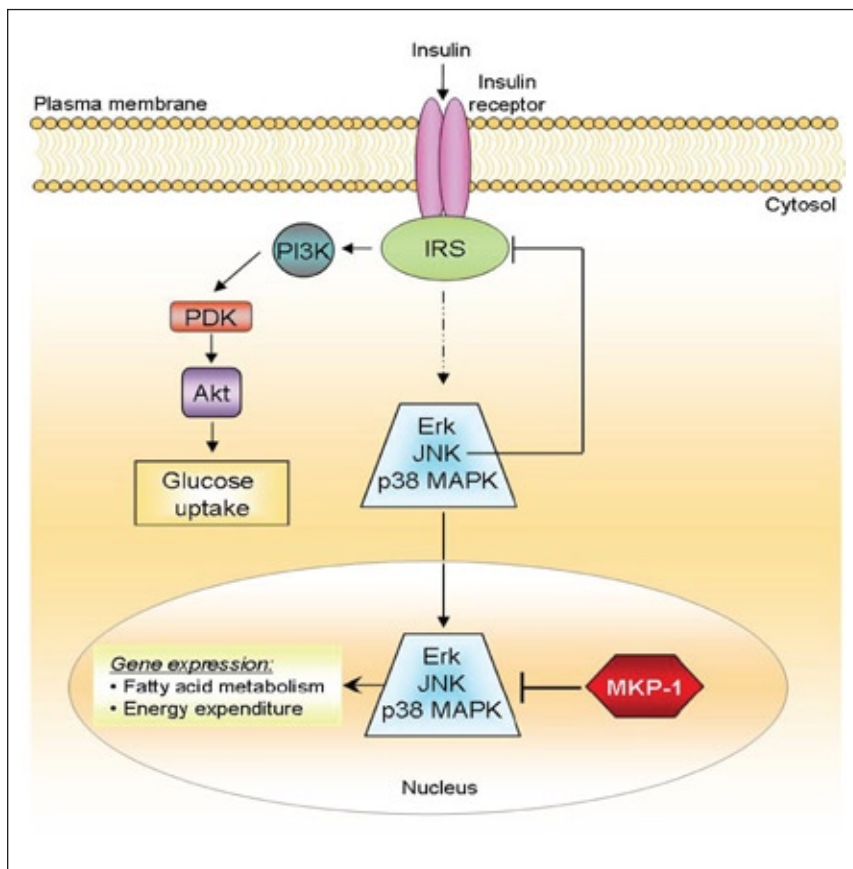 Insulin
Insulin
receptor
Plasma membrane
Cytosol
PI3K
IRS
PDK
Akt
Glucose
uptake
Erk
JNK
p38 MAPK
Gene expression:
• Fatty acid metabolism
• Energy expenditure
Erk
JNK
p38 MAPK
MKP-1
Nucleus